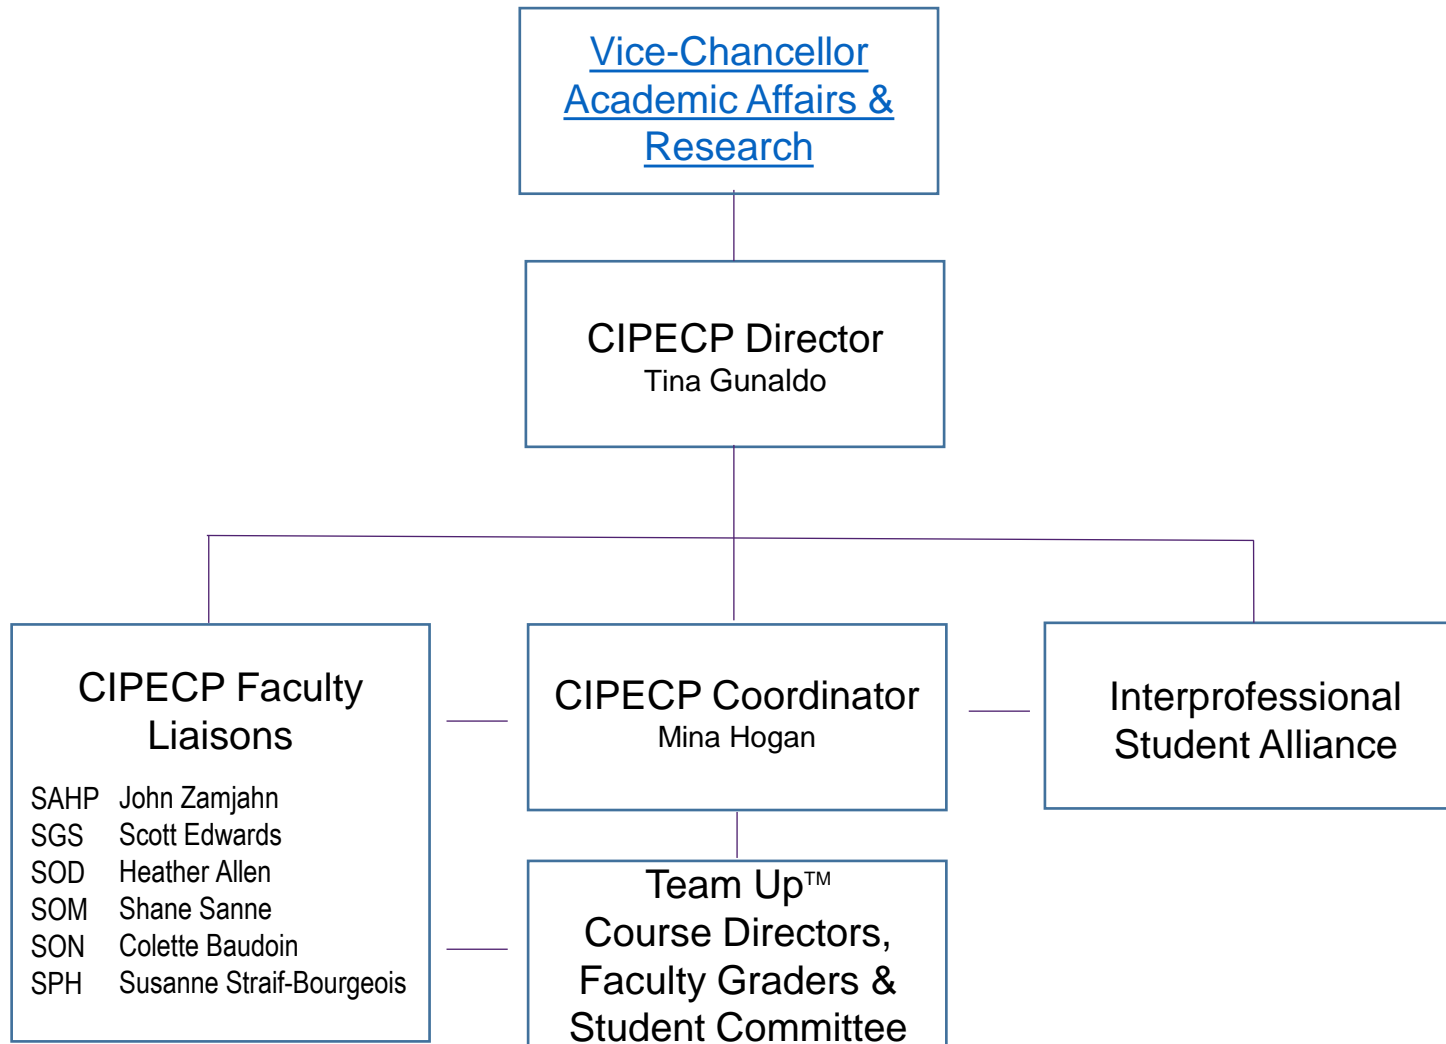 Vice-Chancellor
Academic Affairs &
Research
CIPECP Director
Tina Gunaldo
CIPECP Faculty
Liaisons
SAHP John Zamjahn
SGS Scott Edwards
SOD Heather Allen
SOM Shane Sanne
SON Colette Baudoin
SPH Susanne Straif-Bourgeois
CIPECP Coordinator
Mina Hogan
Interprofessional
Student Alliance
Team Up™
Course Directors,
Faculty Graders &
Student Committee